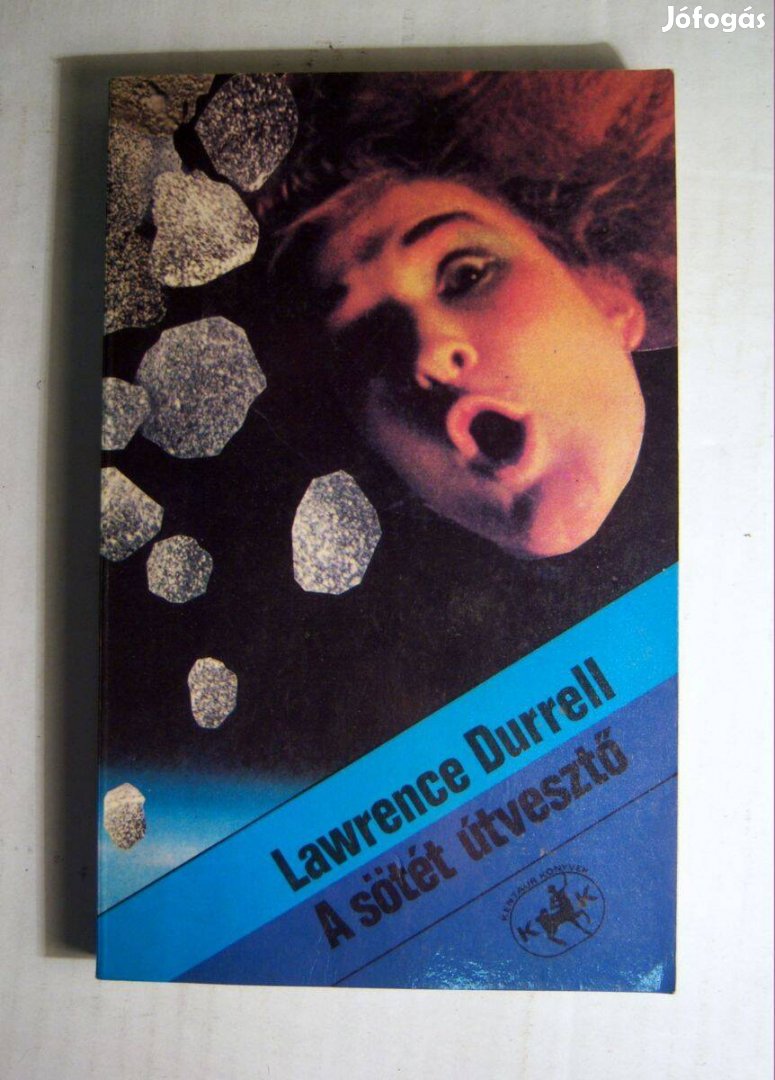 Jófogás
Lawrence Durrell
A sötét útvesztő
KENTAUR KÖNYVEK
K K